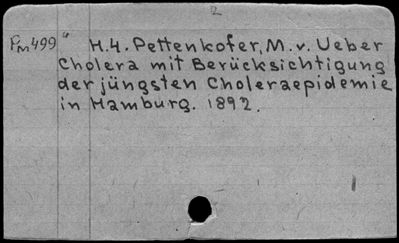 2
Pm499" H.4. Pettenkofer, M. v. Ueber
Cholera mit Berücksichtigung
der jüngsten Choleraepidemie
in Hamburg. 1892.